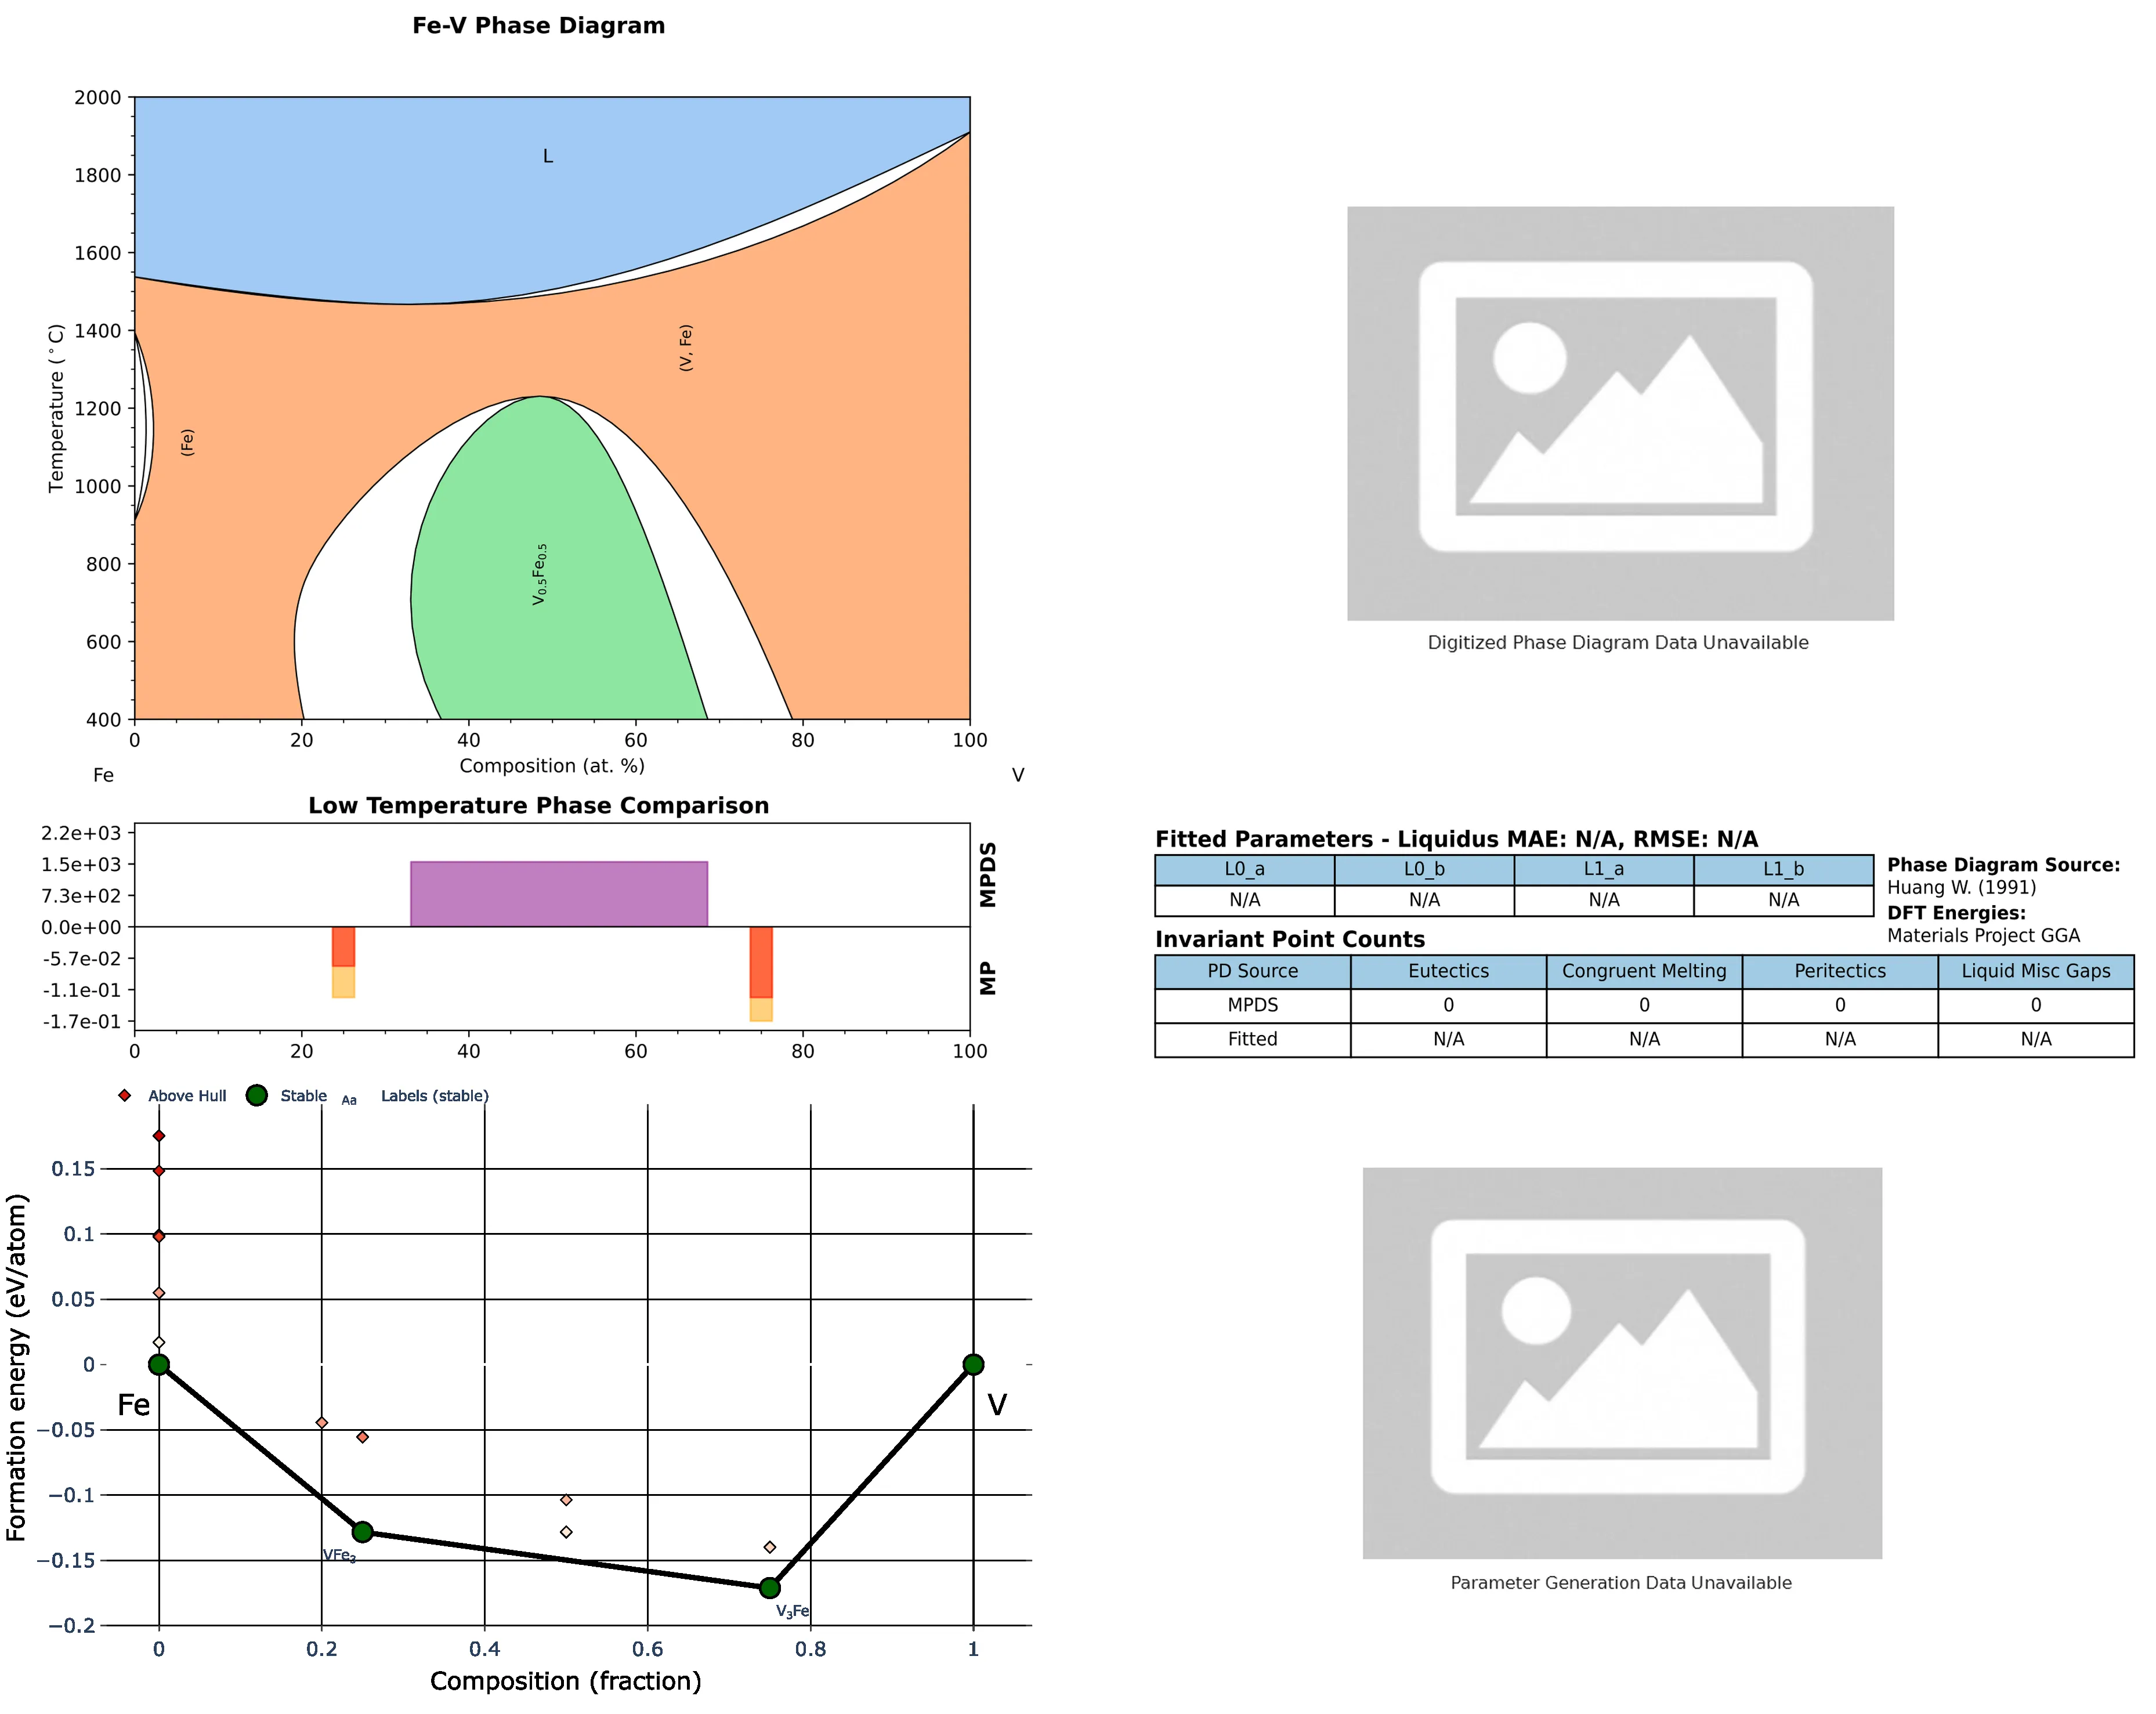 Fe-V Phase Diagram
2000
1800
1600
1400
1200
1000
800
600
400
Temperature (°C)
L
(V, Fe)
(Fe)
V0.5Fe0.5
0 20 40 60 80 100
Composition (at. %)
Fe V
Digitized Phase Diagram Data Unavailable
Low Temperature Phase Comparison
2.2e+03
1.5e+03
7.3e+02
0.0e+00
-5.7e-02
-1.1e-01
-1.7e-01
MPDS
MP
0 20 40 60 80 100
Fitted Parameters - Liquidus MAE: N/A, RMSE: N/A
L0_a L0_b L1_a L1_b
N/A N/A N/A N/A
Phase Diagram Source:
Huang W. (1991)
DFT Energies:
Materials Project GGA
Invariant Point Counts
PD Source Eutectics Congruent Melting Peritectics Liquid Misc Gaps
MPDS 0 0 0 0
Fitted N/A N/A N/A N/A
Above Hull Stable Aa Labels (stable)
0.15
0.1
0.05
0
−0.05
−0.1
−0.15
−0.2
Formation energy (eV/atom)
Fe
V
VFe3
V3Fe
0 0.2 0.4 0.6 0.8 1
Composition (fraction)
Parameter Generation Data Unavailable